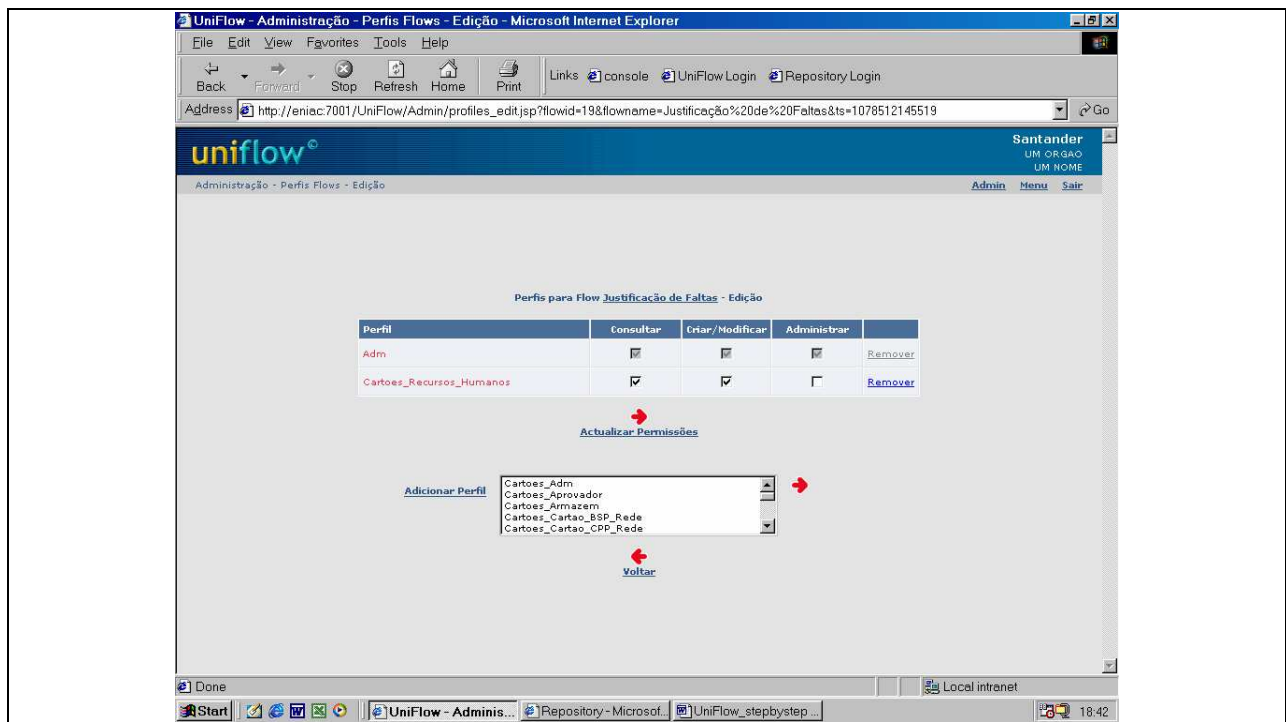 UniFlow - Administração - Perfis Flows - Edição - Microsoft Internet Explorer
File Edit View Favorites Tools Help
Back Forward Stop Refresh Home Print Links console UniFlow Login Repository Login
Address http://eniac:7001/UniFlow/Admin/profiles_edit.jsp?flowid=19&flowname=Justificação%20de%20Faltas&ts=1078512145519 Go
uniflow©
Santander
UM ORGAO
UM NOME
Administração - Perfis Flows - Edição Admin Menu Sair
Perfis para Flow Justificação de Faltas - Edição
Perfil Consultar Criar/Modificar Administrar
Adm Remover
Cartoes_Recursos_Humanos Remover
Actualizar Permissões
Adicionar Perfil
Cartoes_Adm
Cartoes_Aprovador
Cartoes_Armazem
Cartoes_Cartao_BSP_Rede
Cartoes_Cartao_CPP_Rede
Voltar
Done Local intranet
Start UniFlow - Adminis... Repository - Microsof... UniFlow_stepbystep ... 18:42